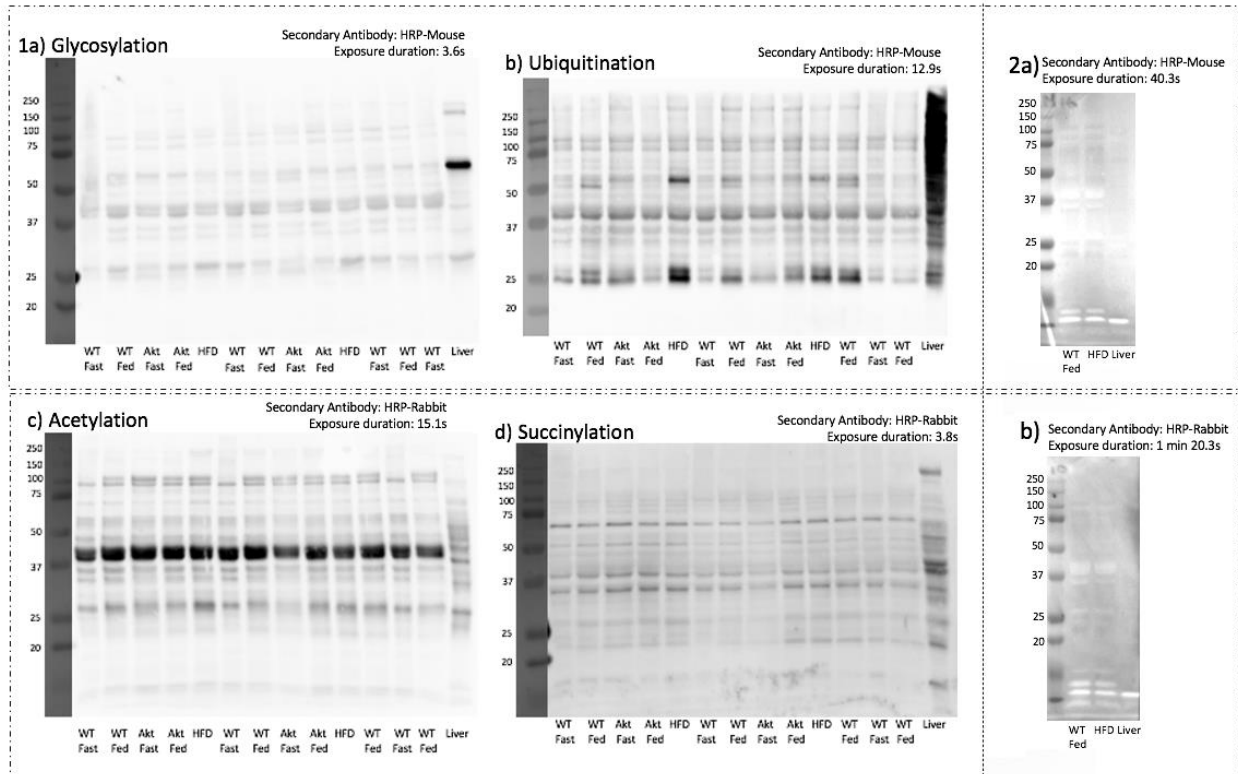 1a) Glycosylation
Secondary Antibody: HRP-Mouse
Exposure duration: 3.6s
250
150
100
75
50
37
25
20
WT WT Akt Akt HFD WT WT Akt Akt HFD WT WT WT Liver
Fast Fed Fast Fed Fast Fed Fast Fed Fast Fed Fast
b) Ubiquitination
Secondary Antibody: HRP-Mouse
Exposure duration: 12.9s
250
150
100
75
50
37
25
20
WT WT Akt Akt HFD WT WT Akt Akt HFD WT WT WT Liver
Fast Fed Fast Fed Fast Fed Fast Fed Fed Fast Fed
2a) Secondary Antibody: HRP-Mouse
Exposure duration: 40.3s
250
150
100
75
50
37
25
20
WT HFD Liver
Fed
c) Acetylation
Secondary Antibody: HRP-Rabbit
Exposure duration: 15.1s
250
150
100
75
50
37
25
20
WT WT Akt Akt HFD WT WT Akt Akt HFD WT WT WT Liver
Fast Fed Fast Fed Fast Fed Fast Fed Fed Fast Fed
d) Succinylation
Secondary Antibody: HRP-Rabbit
Exposure duration: 3.8s
250
150
100
75
50
37
25
20
WT WT Akt Akt HFD WT WT Akt Akt WT WT WT Liver
Fast Fed Fast Fed Fast Fed Fast Fed Fed Fast Fed
b) Secondary Antibody: HRP-Rabbit
Exposure duration: 1 min 20.3s
250
150
100
75
50
37
25
20
WT HFD Liver
Fed